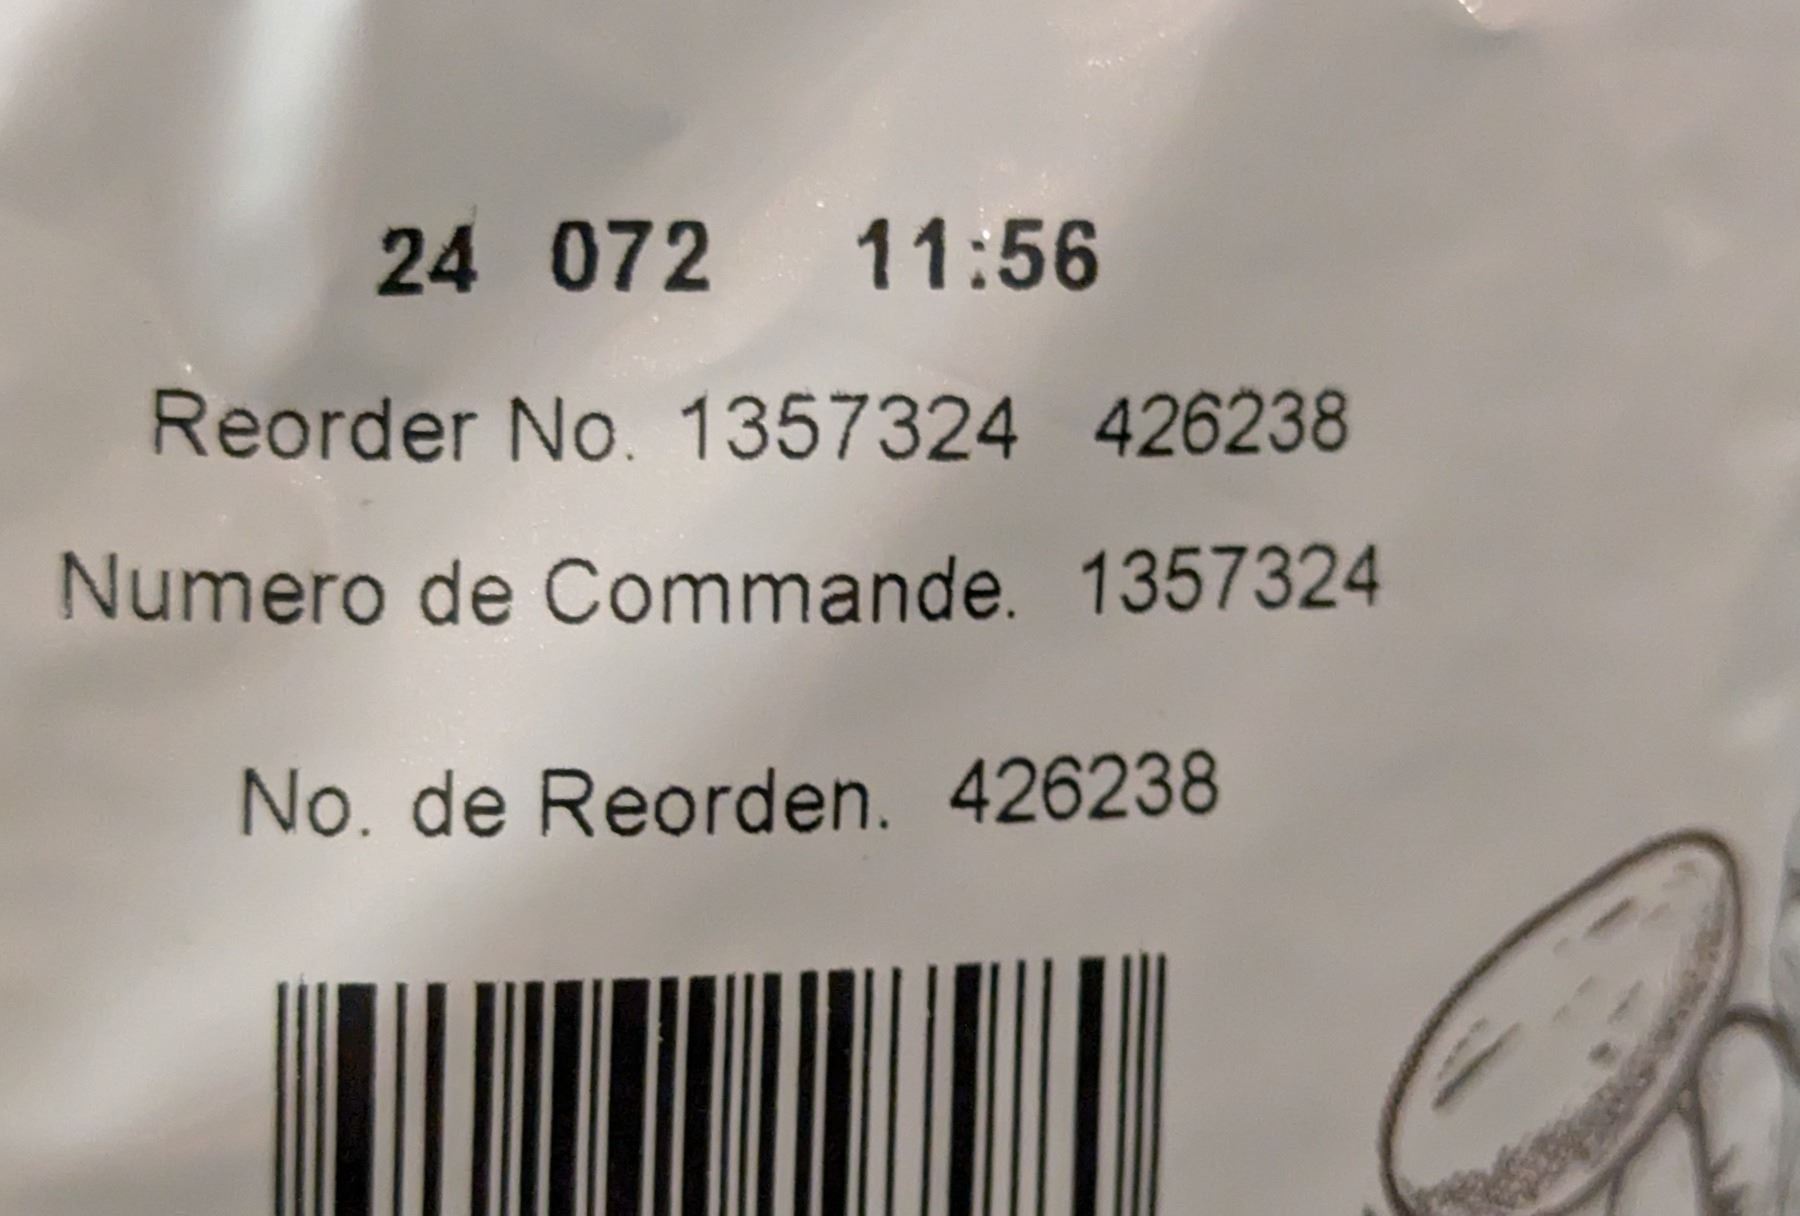 24 072 11:56
Reorder No. 1357324 426238
Numero de Commande. 1357324
No. de Reorden. 426238